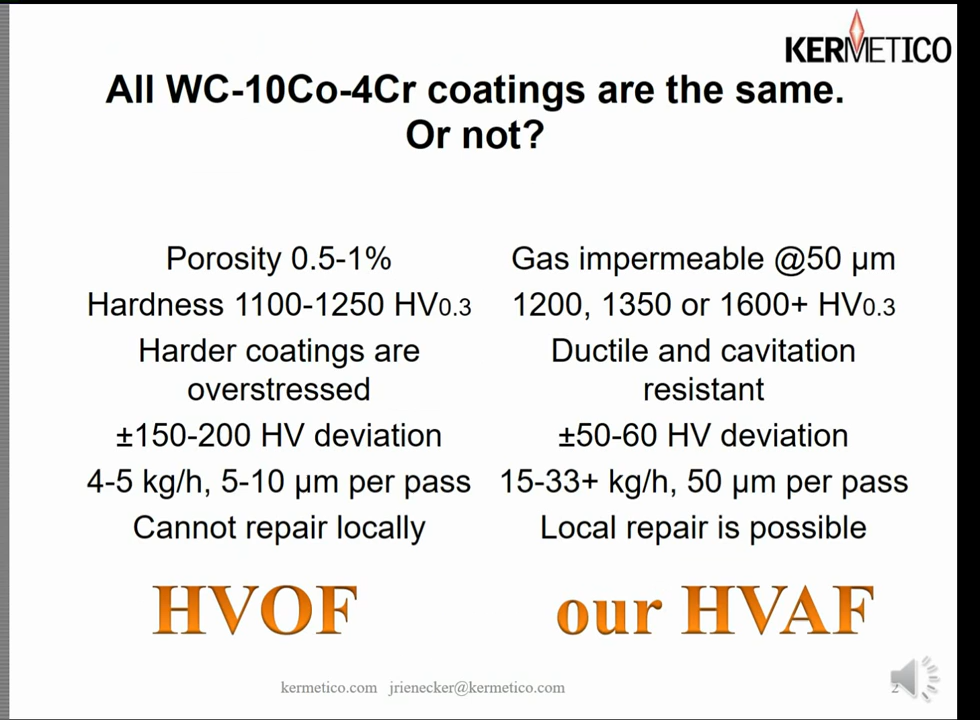 KERMETICO
All WC-10Co-4Cr coatings are the same.
Or not?
Porosity 0.5-1%
Hardness 1100-1250 HV0.3
Harder coatings are
overstressed
±150-200 HV deviation
4-5 kg/h, 5-10 µm per pass
Cannot repair locally
HVOF
Gas impermeable @50 µm
1200, 1350 or 1600+ HV0.3
Ductile and cavitation
resistant
±50-60 HV deviation
15-33+ kg/h, 50 µm per pass
Local repair is possible
our HVAF
kermetico.com jrienecker@kermetico.com
2